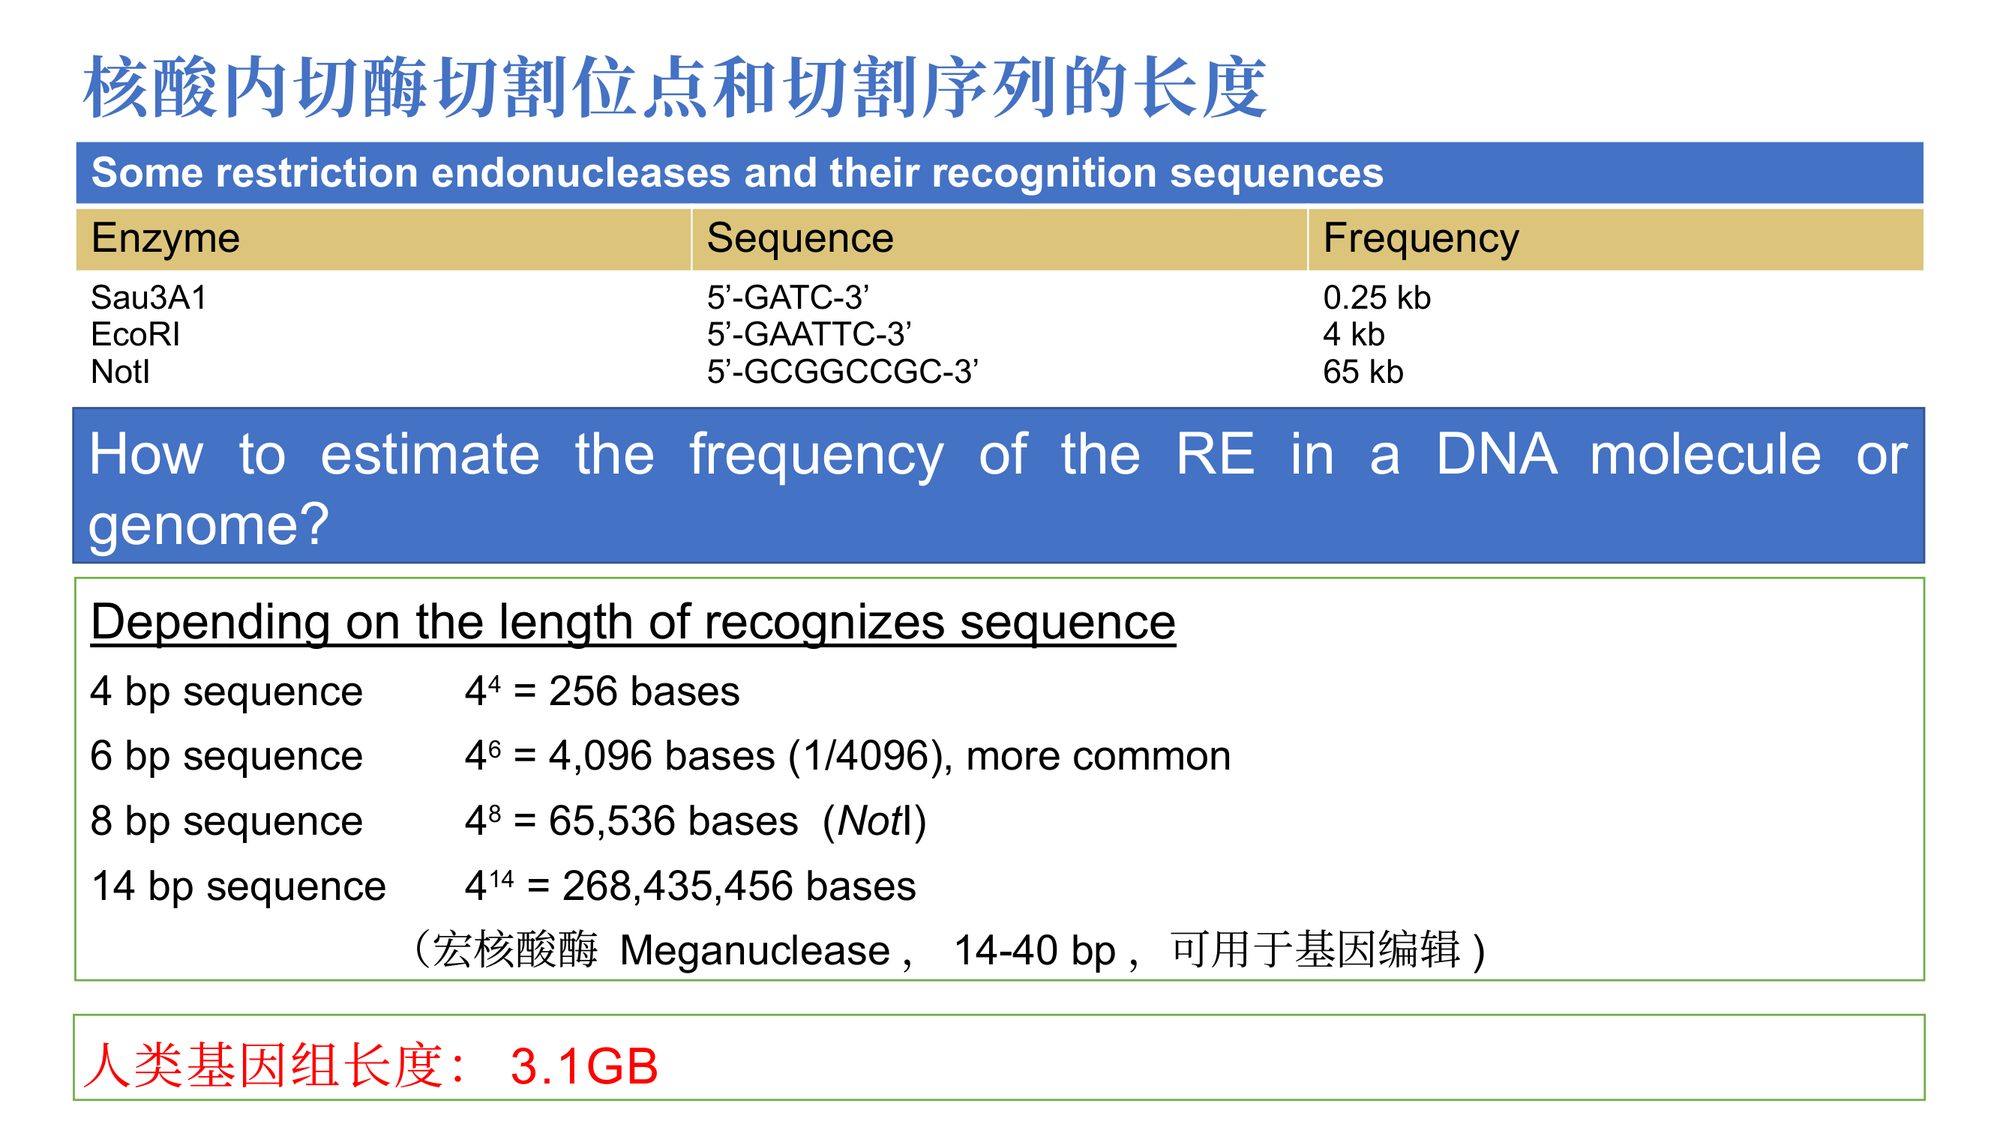 核酸内切酶切割位点和切割序列的长度
Some restriction endonucleases and their recognition sequences
Enzyme Sequence Frequency
Sau3A1 5’-GATC-3’ 0.25 kb
EcoRI 5’-GAATTC-3’ 4 kb
NotI 5’-GCGGCCGC-3’ 65 kb
How to estimate the frequency of the RE in a DNA molecule or
genome?
Depending on the length of recognizes sequence
4 bp sequence 4⁴ = 256 bases
6 bp sequence 4⁶ = 4,096 bases (1/4096), more common
8 bp sequence 4⁸ = 65,536 bases (NotI)
14 bp sequence 4¹⁴ = 268,435,456 bases
（宏核酸酶 Meganuclease， 14-40 bp，可用于基因编辑)
人类基因组长度： 3.1GB